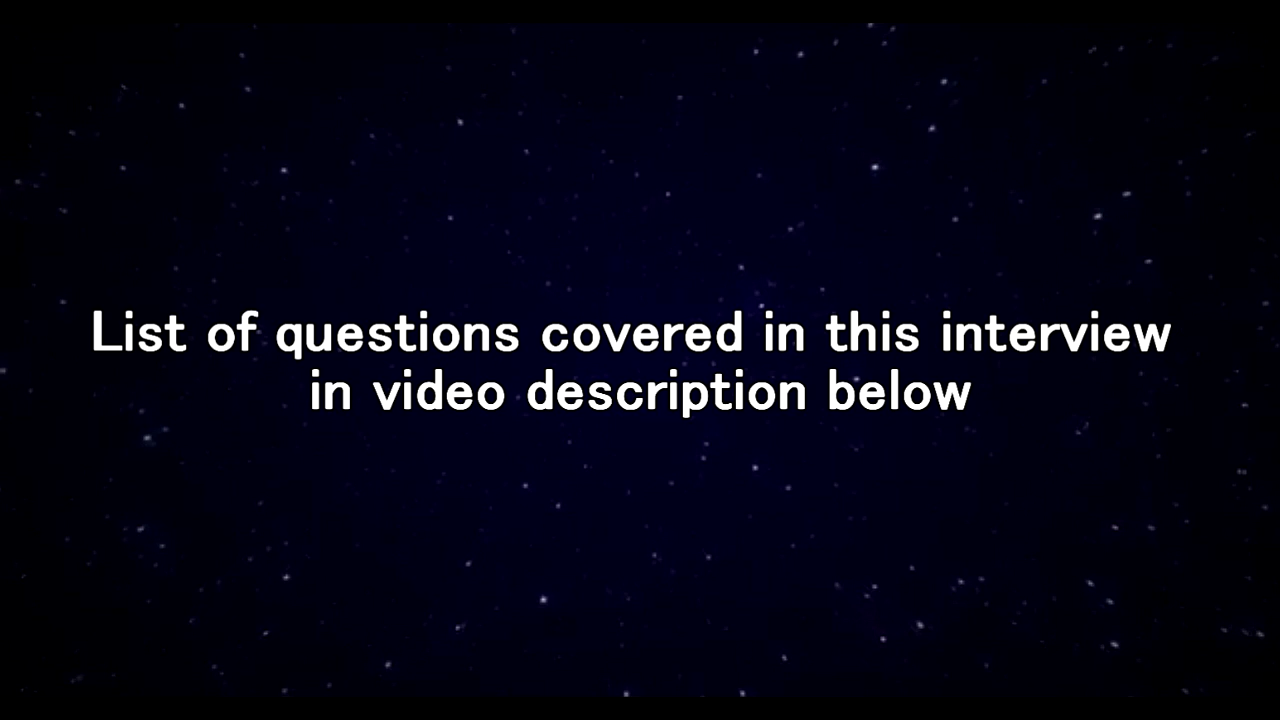 List of questions covered in this interview
in video description below